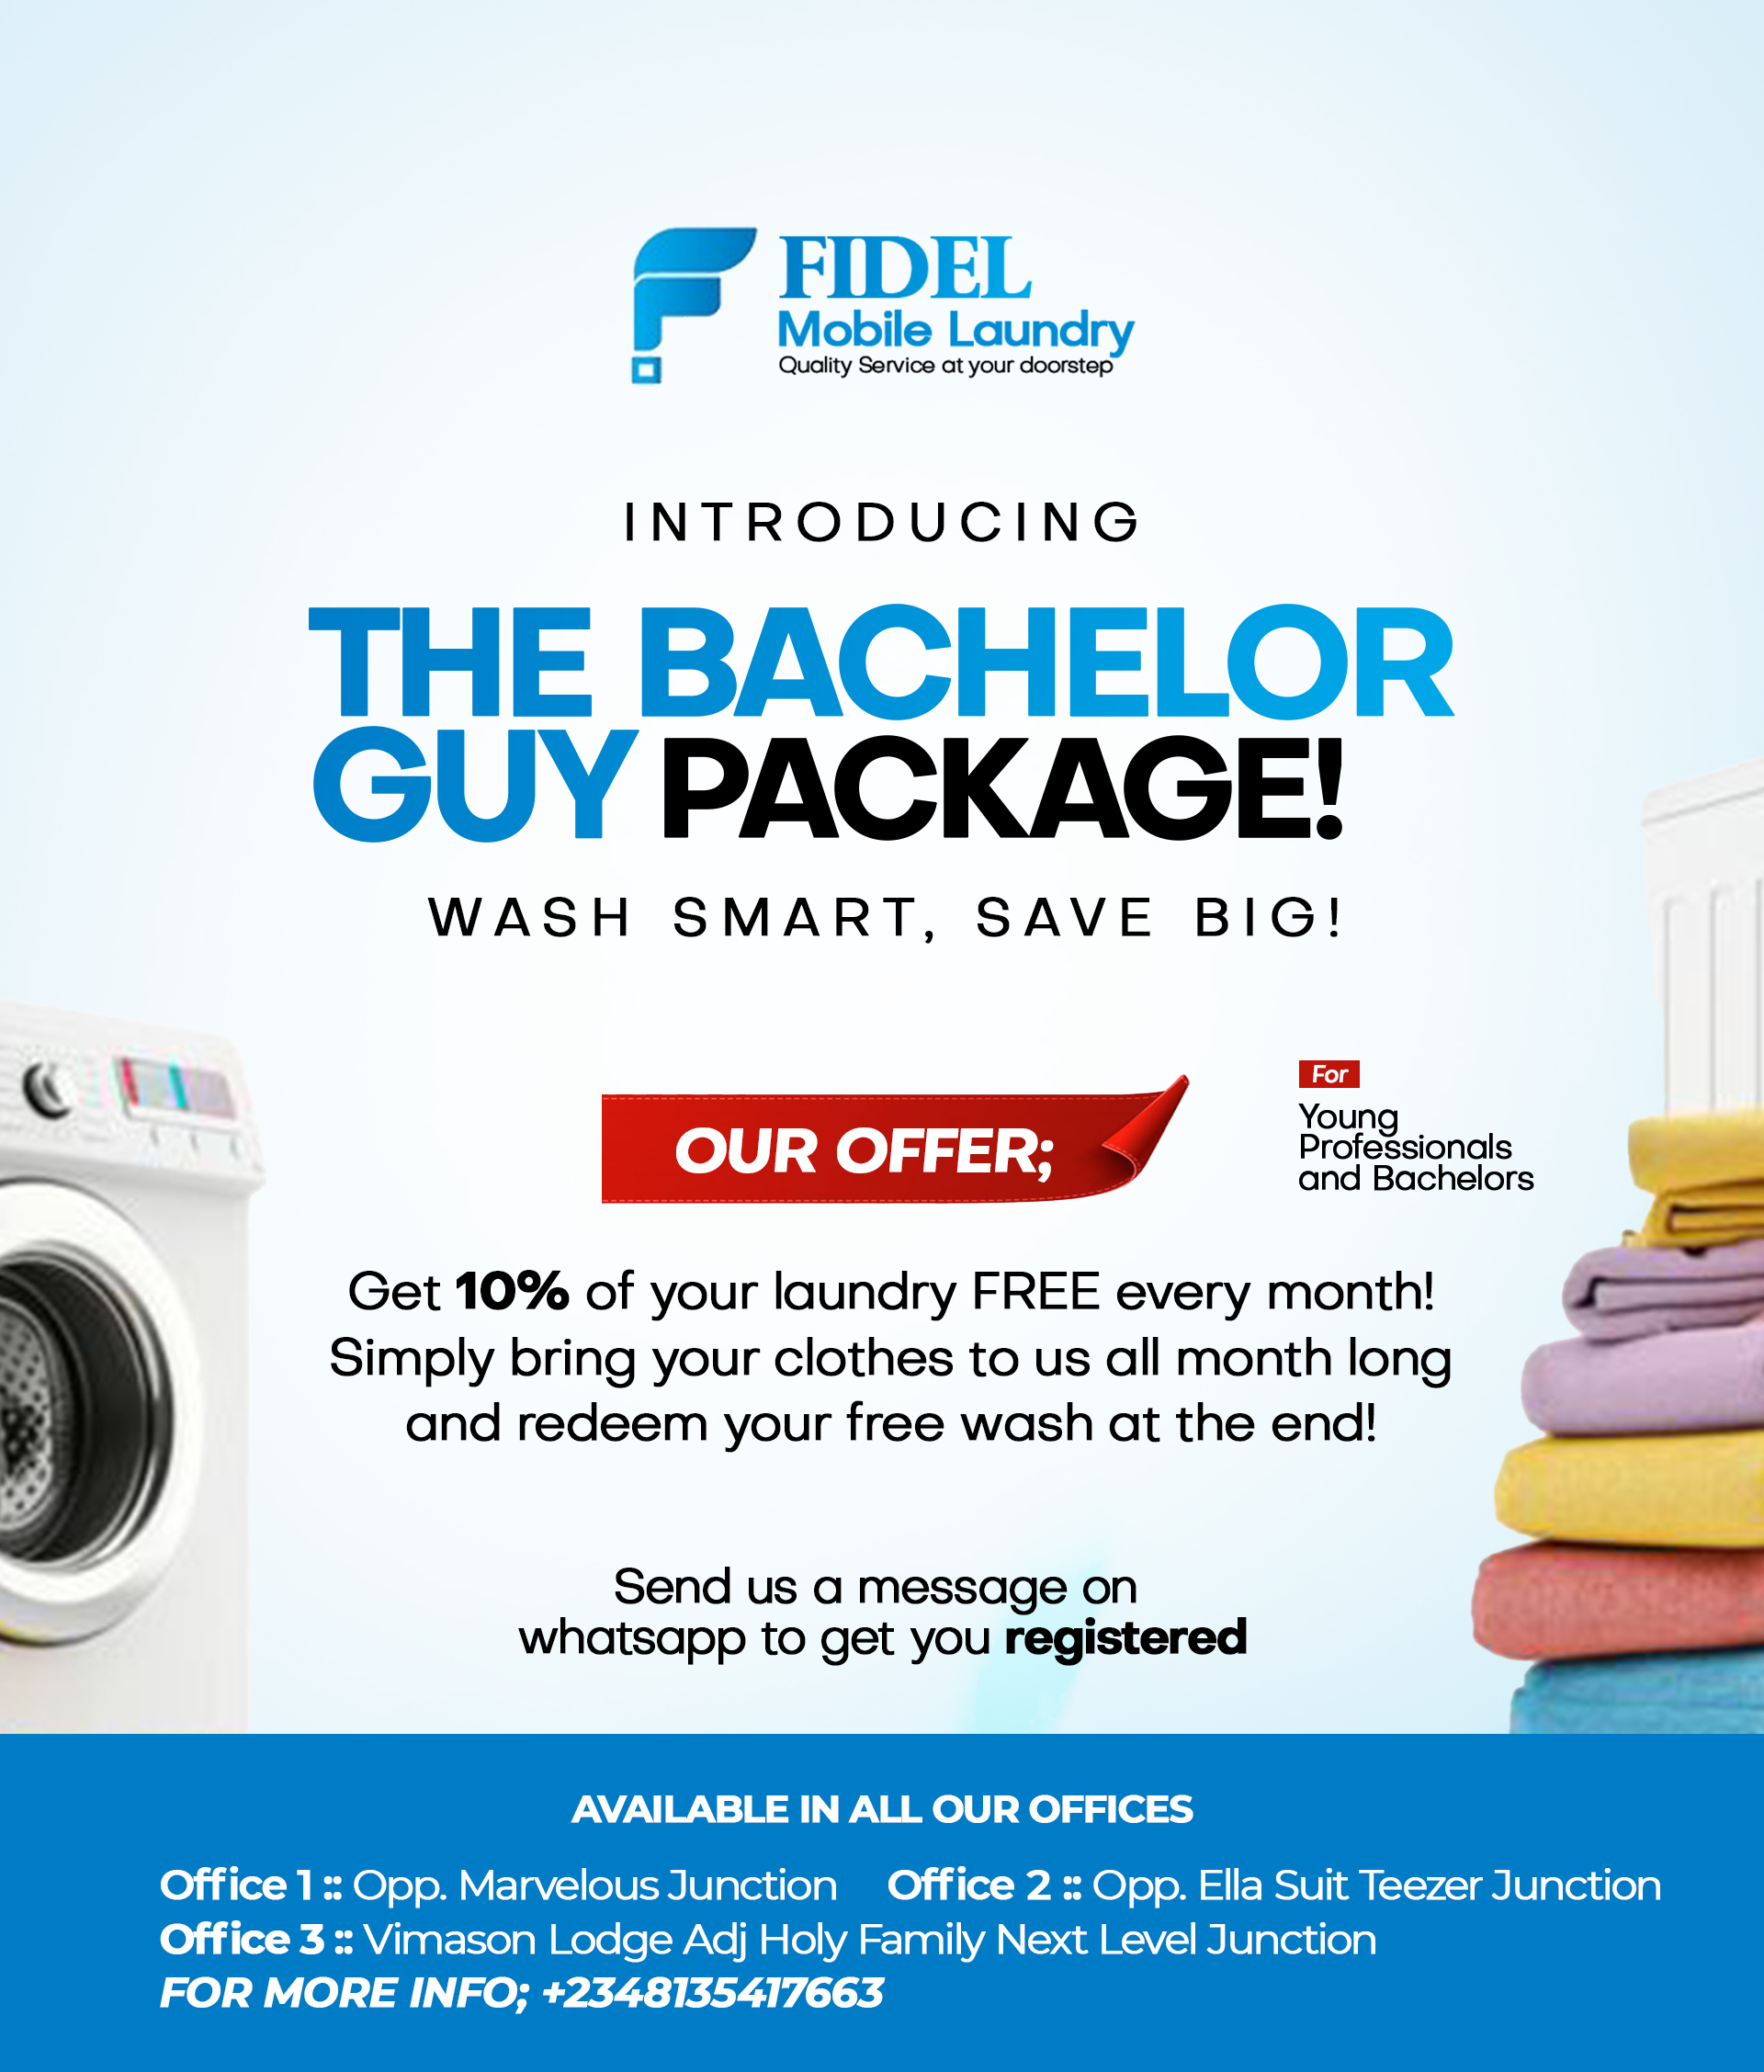 FIDEL
Mobile Laundry
Quality Service at your doorstep
INTRODUCING
THE BACHELOR
GUY PACKAGE!
WASH SMART, SAVE BIG!
OUR OFFER;
For
Young
Professionals
and Bachelors
Get 10% of your laundry FREE every month!
Simply bring your clothes to us all month long
and redeem your free wash at the end!
Send us a message on
whatsapp to get you registered
AVAILABLE IN ALL OUR OFFICES
Office 1 :: Opp. Marvelous Junction Office 2 :: Opp. Ella Suit Teezer Junction
Office 3 :: Vimason Lodge Adj Holy Family Next Level Junction
FOR MORE INFO; +2348135417663